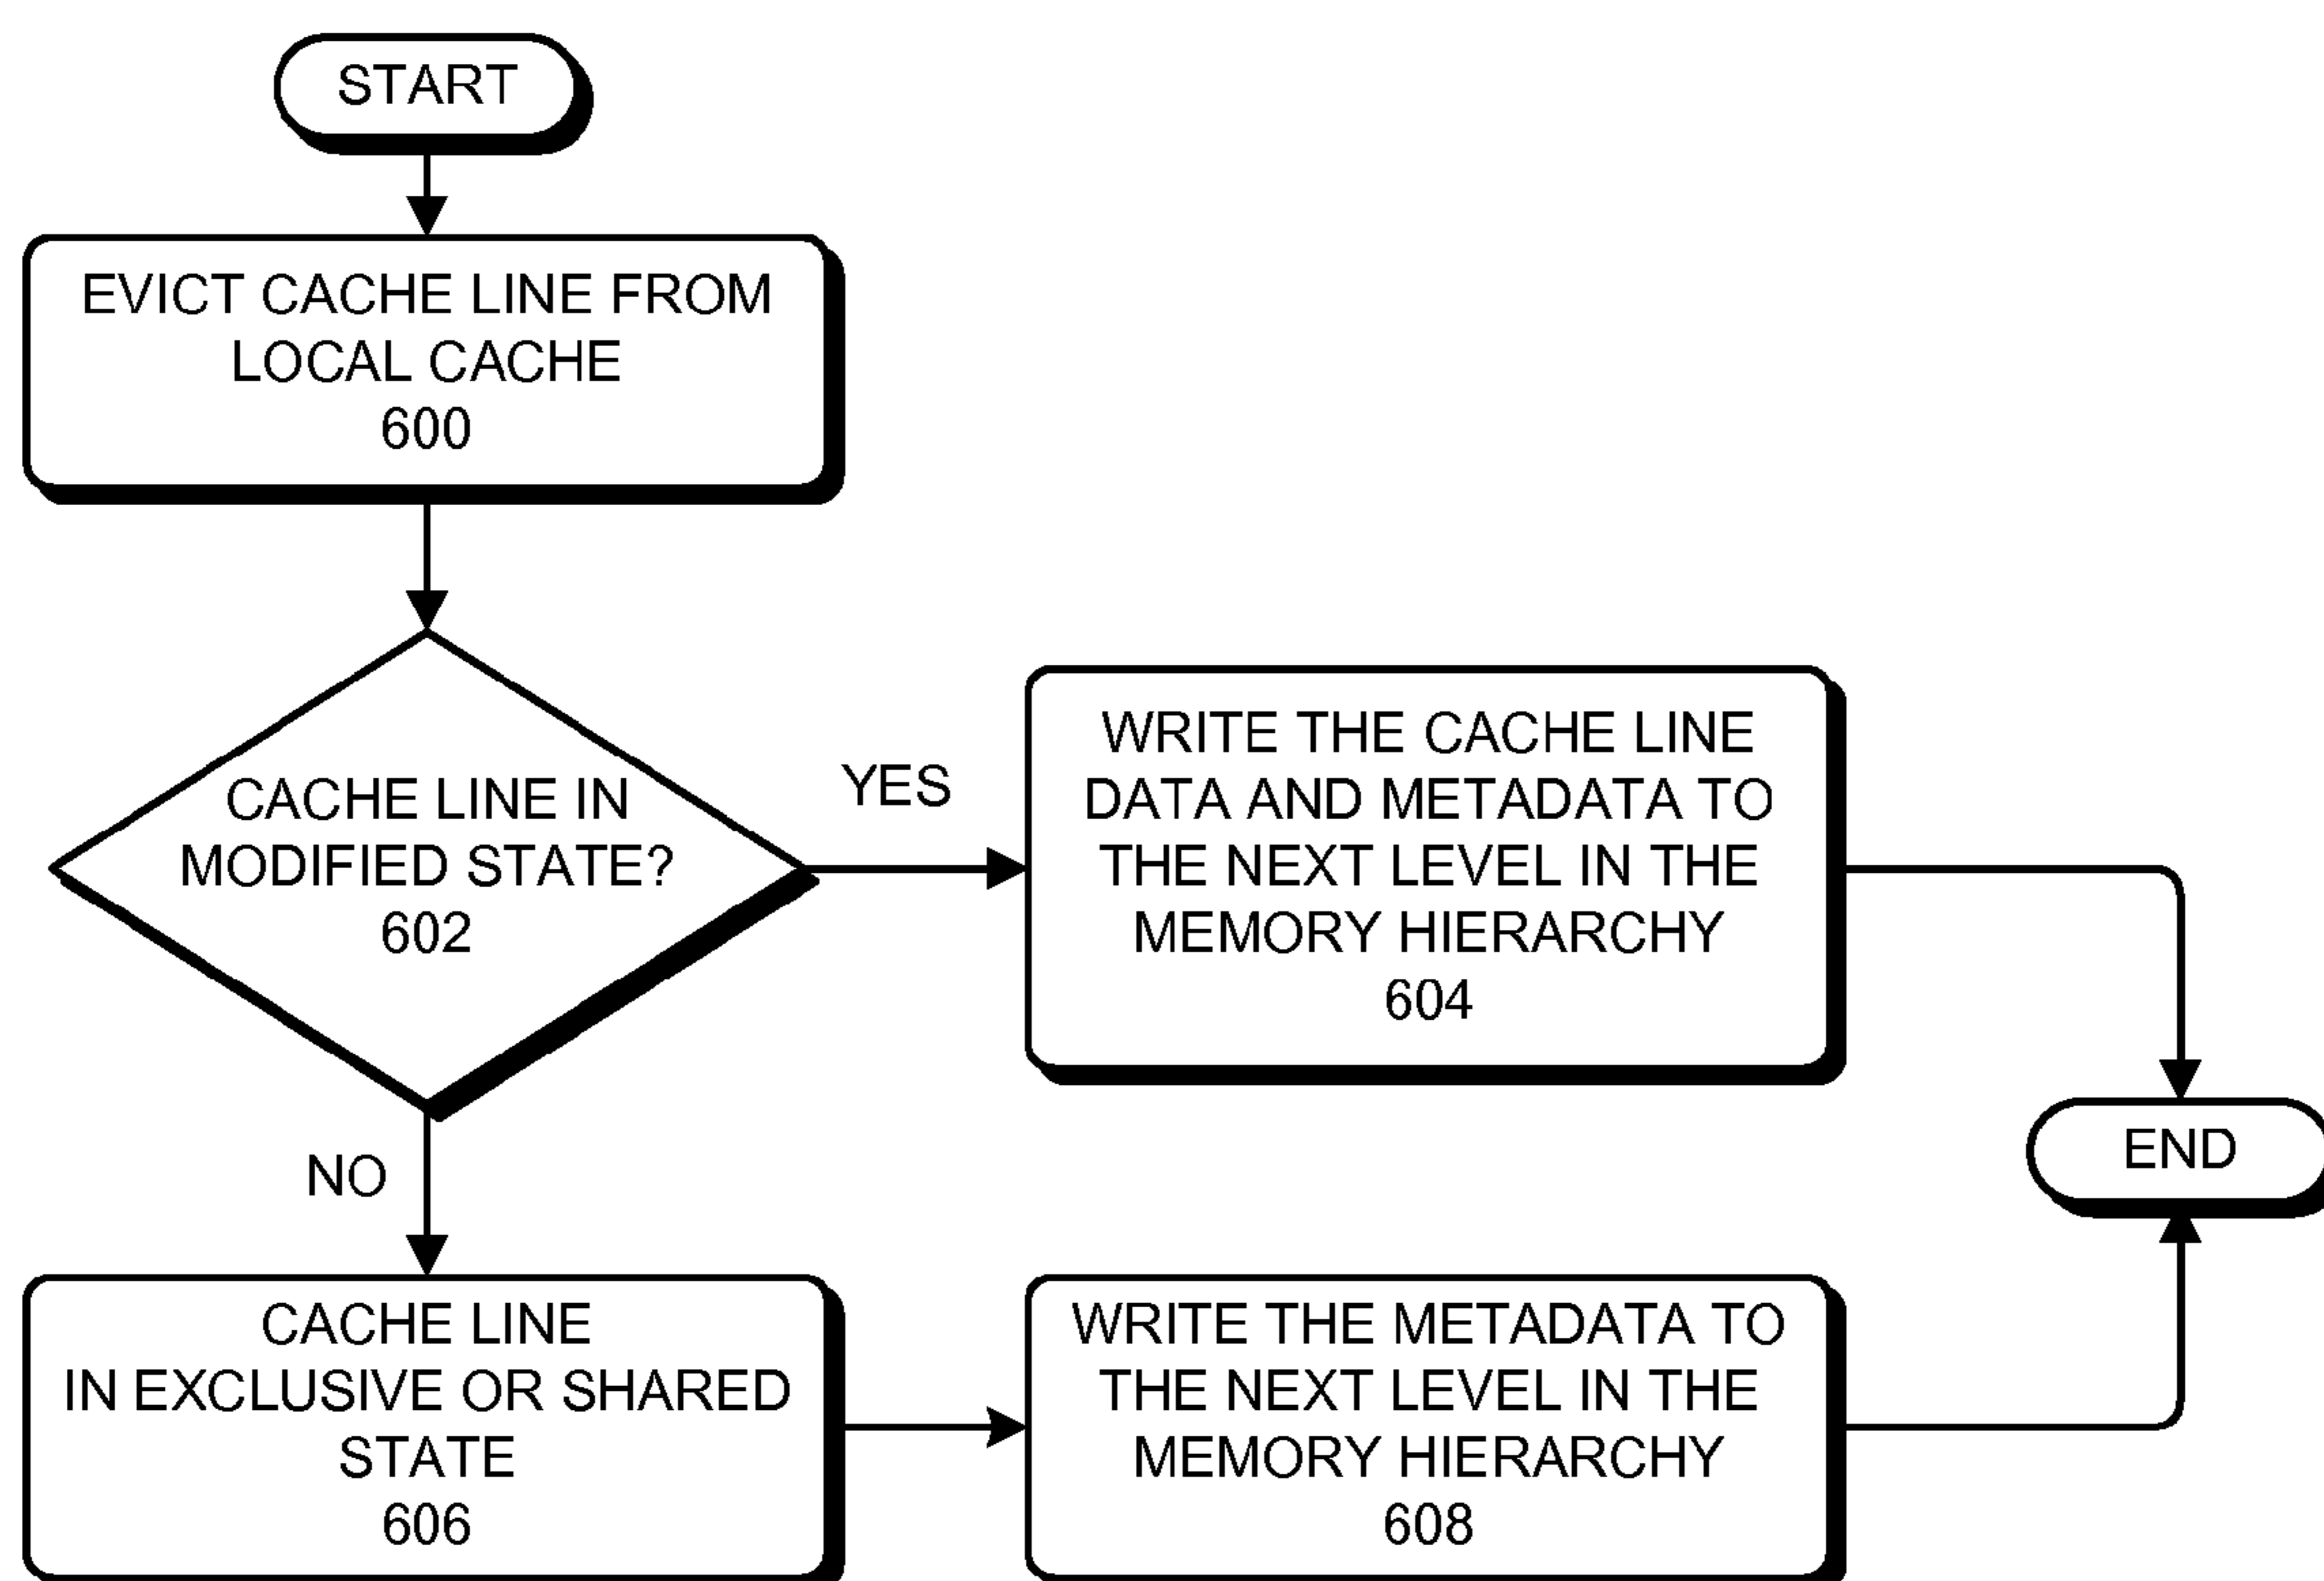 START
EVICT CACHE LINE FROM
LOCAL CACHE
600
CACHE LINE IN
MODIFIED STATE?
602
YES
WRITE THE CACHE LINE
DATA AND METADATA TO
THE NEXT LEVEL IN THE
MEMORY HIERARCHY
604
NO
CACHE LINE
IN EXCLUSIVE OR SHARED
STATE
606
WRITE THE METADATA TO
THE NEXT LEVEL IN THE
MEMORY HIERARCHY
608
END